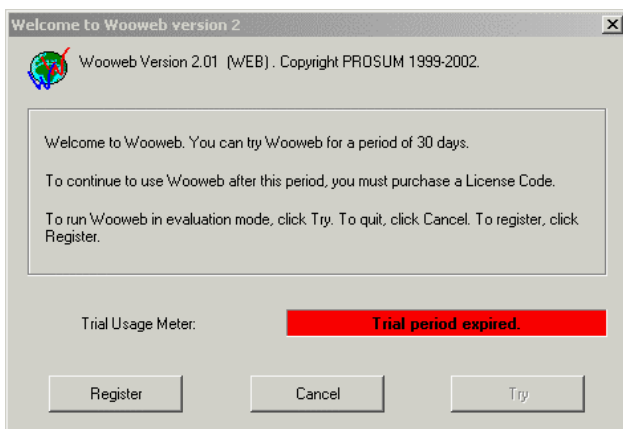 Welcome to Wooweb version 2
Wooweb Version 2.01 (WEB) . Copyright PROSUM 1999-2002.
Welcome to Wooweb. You can try Wooweb for a period of 30 days.
To continue to use Wooweb after this period, you must purchase a License Code.
To run Wooweb in evaluation mode, click Try. To quit, click Cancel. To register, click
Register.
Trial Usage Meter:
Trial period expired.
Register
Cancel
Try